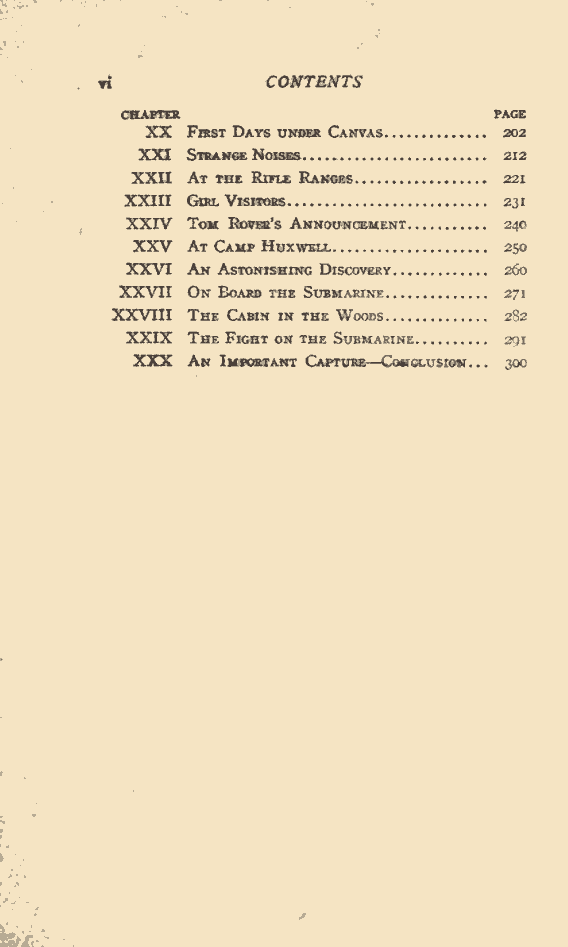 vi CONTENTS
CHAPTER PAGE
XX First Days under Canvas.............. 202
XXI Strange Noises......................... 212
XXII At the Rifle Ranges.................. 221
XXIII Girl Visitors........................... 231
XXIV Tom Rover's Announcement........... 240
XXV At Camp Huxwell..................... 250
XXVI An Astonishing Discovery............. 260
XXVII On Board the Submarine.............. 271
XXVIII The Cabin in the Woods.............. 282
XXIX The Fight on the Submarine.......... 291
XXX An Important Capture—Conclusion... 300